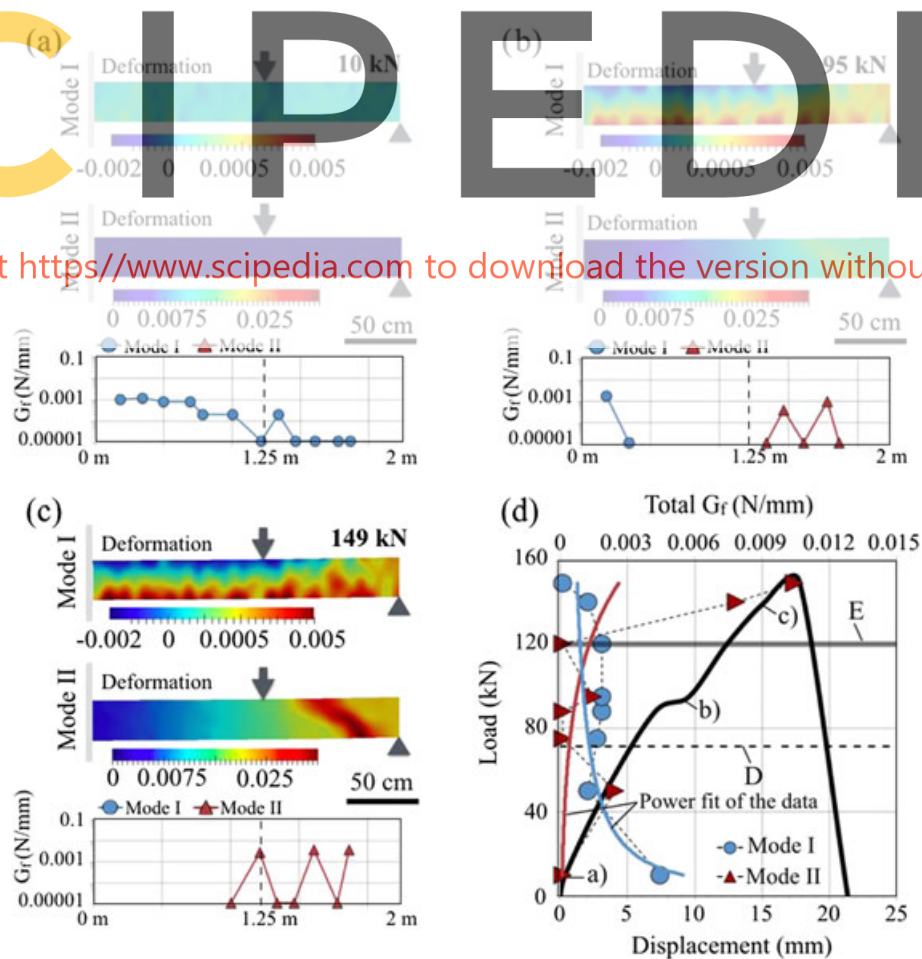 CIPED
(a)
(b)
Deformation
10 kN
Mode I
-0.002 0 0.0005 0.005
Deformation
95 kN
Mode I
-0.002 0 0.0005 0.005
Deformation
Mode II
0 0.0075 0.025
50 cm
Deformation
Mode II
0 0.0075 0.025
50 cm
t https//www.scipedia.com to download the version withou
Mode I Mode II
Gf (N/mm)
0.1
0.001
0.00001
0 m 1.25 m 2 m
Mode I Mode II
Gf (N/mm)
0.1
0.001
0.00001
0 m 1.25 m 2 m
(c)
Deformation
149 kN
Mode I
-0.002 0 0.0005 0.005
Deformation
Mode II
0 0.0075 0.025
50 cm
Mode I Mode II
Gf (N/mm)
0.1
0.001
0.00001
0 m 1.25 m 2 m
(d)
Total Gf (N/mm)
0 0.003 0.006 0.009 0.012 0.015
160
120
80
40
0
Load (kN)
E
c)
b)
D
Power fit of the data
Mode I
Mode II
a)
0 5 10 15 20 25
Displacement (mm)